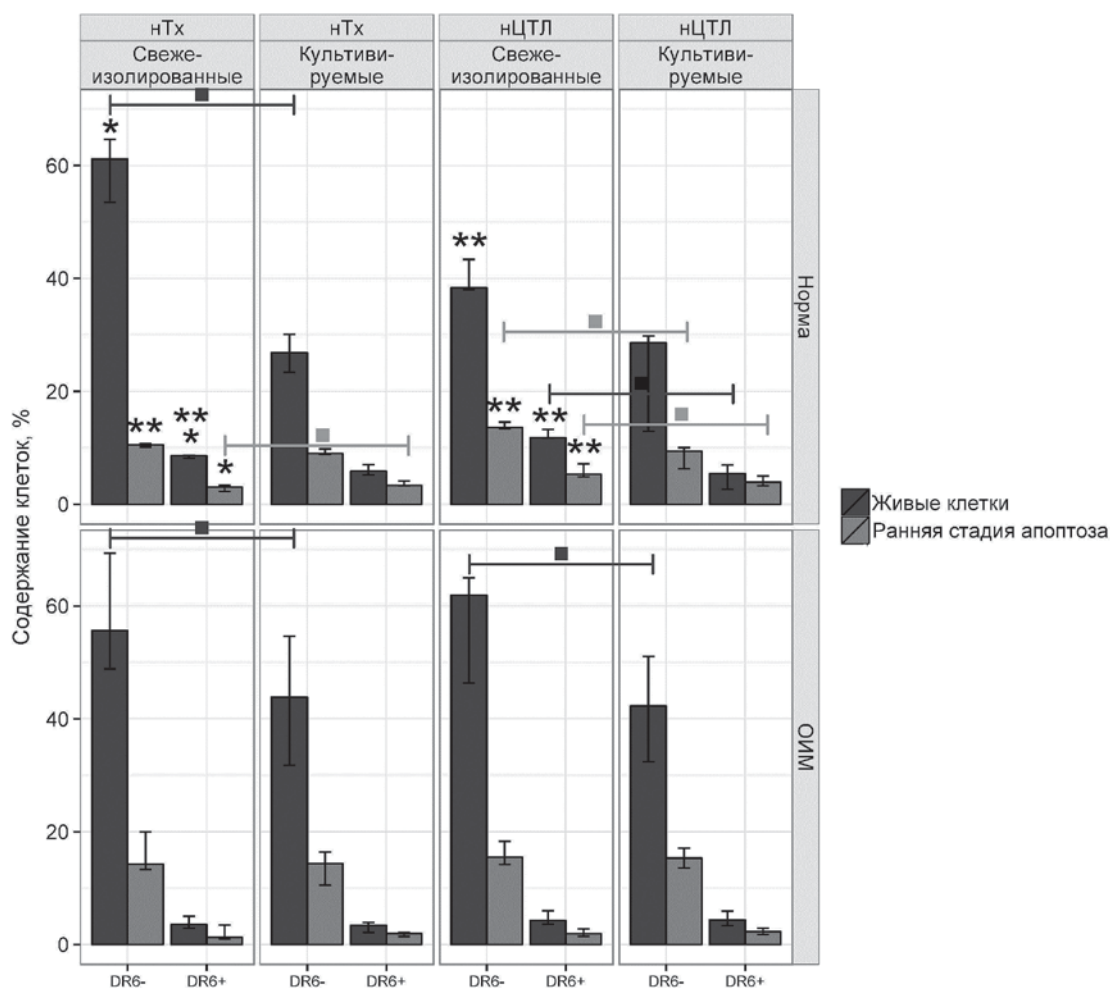 нТх
нТх
нЦТЛ
нЦТЛ
Свеже-
изолированные
Культиви-
руемые
Свеже-
изолированные
Культиви-
руемые
Содержание клеток, %
60
40
20
0
*
**
**
*
*
**
**
**
**
Норма
60
40
20
0
ОИМ
Живые клетки
Ранняя стадия апоптоза
DR6-
DR6+
DR6-
DR6+
DR6-
DR6+
DR6-
DR6+